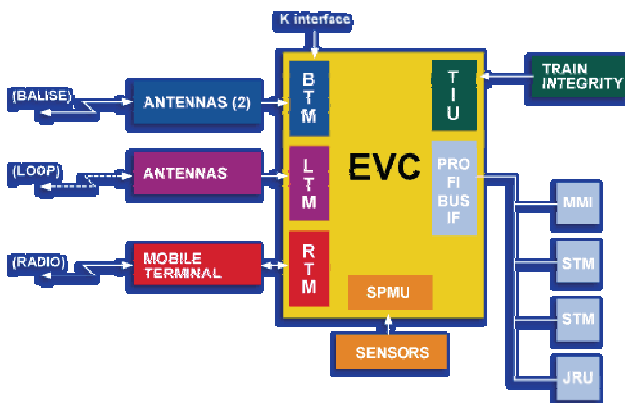 K interface
(BALISE)
ANTENNAS (2)
B
T
M
T
I
U
TRAIN
INTEGRITY
(LOOP)
ANTENNAS
L
T
M
EVC
PRO
FI
BUS
IF
MMI
(RADIO)
MOBILE
TERMINAL
R
T
M
STM
SPMU
STM
SENSORS
JRU